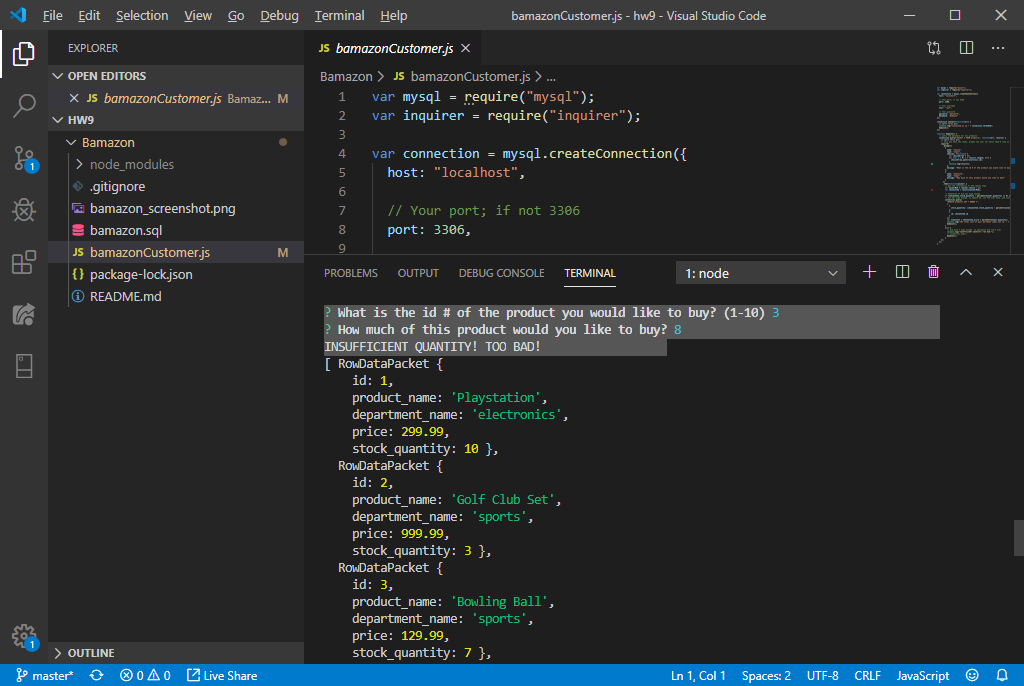 File Edit Selection View Go Debug Terminal Help bamazonCustomer.js - hw9 - Visual Studio Code
EXPLORER
OPEN EDITORS
JS bamazonCustomer.js Bamaz... M
HW9
Bamazon
node_modules
.gitignore
bamazon_screenshot.png
bamazon.sql
JS bamazonCustomer.js M
{} package-lock.json
README.md
OUTLINE
1
1
JS bamazonCustomer.js
Bamazon > JS bamazonCustomer.js > ...
1 var mysql = require("mysql");
2 var inquirer = require("inquirer");
3
4 var connection = mysql.createConnection({
5 host: "localhost",
6
7 // Your port; if not 3306
8 port: 3306,
9
PROBLEMS OUTPUT DEBUG CONSOLE TERMINAL 1: node
? What is the id # of the product you would like to buy? (1-10) 3
? How much of this product would you like to buy? 8
INSUFFICIENT QUANTITY! TOO BAD!
[ RowDataPacket {
id: 1,
product_name: 'Playstation',
department_name: 'electronics',
price: 299.99,
stock_quantity: 10 },
RowDataPacket {
id: 2,
product_name: 'Golf Club Set',
department_name: 'sports',
price: 999.99,
stock_quantity: 3 },
RowDataPacket {
id: 3,
product_name: 'Bowling Ball',
department_name: 'sports',
price: 129.99,
stock_quantity: 7 },
master* 0 0 Live Share Ln 1, Col 1 Spaces: 2 UTF-8 CRLF JavaScript